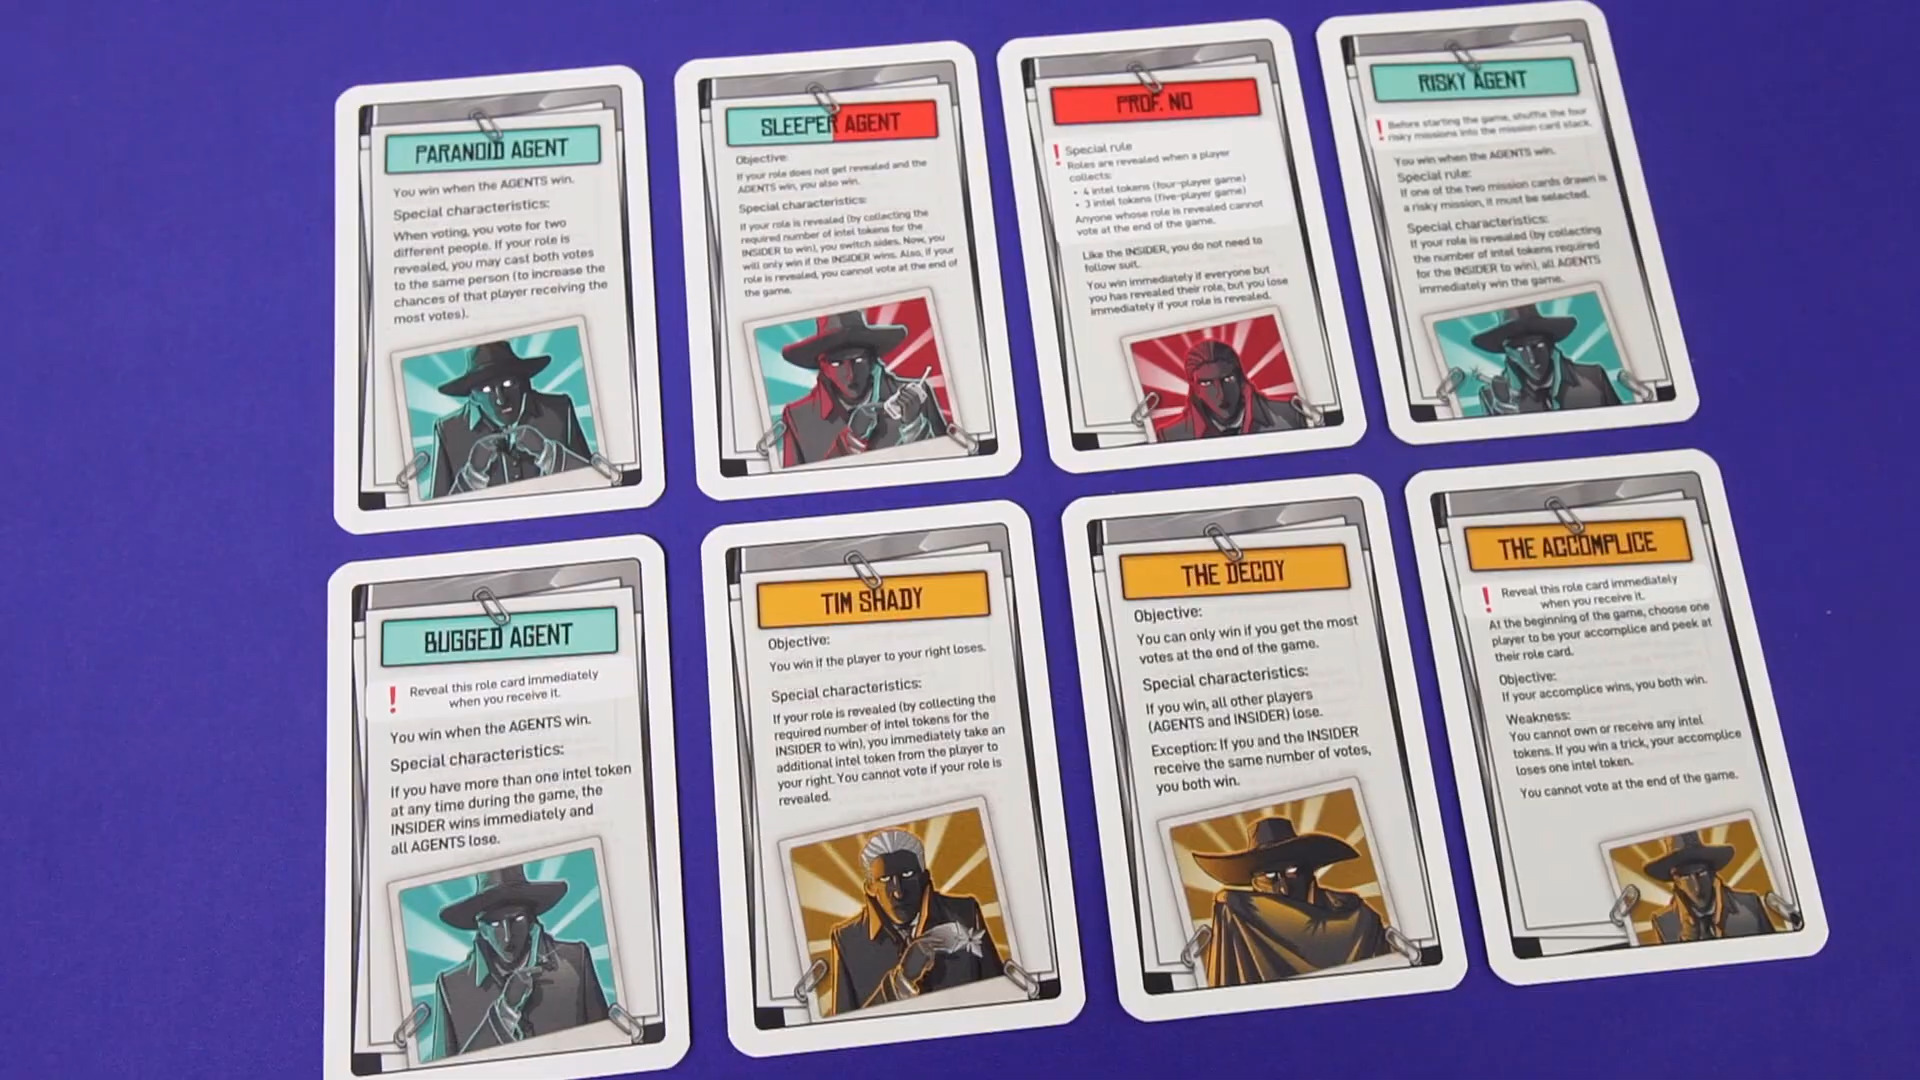 PARANOID AGENT
You win when the AGENTS win.
Special characteristics:
When voting, you vote for two
different people. If your role is
revealed, you may cast both votes
to the same person (to increase the
chances of that player receiving the
most votes).
SLEEPER AGENT
Objective:
If your role does not get revealed and the
AGENTS win, you also win.
Special characteristics:
If your role is revealed (by collecting the
required number of intel tokens for the
INSIDER to win), you switch sides. Now, you
will only win if the INSIDER wins. Also, if your
role is revealed, you cannot vote at the end of
the game.
PROF. NO
! Special rule
Roles are revealed when a player
collects:
• 4 intel tokens (four-player game)
• 3 intel tokens (five-player game)
Anyone whose role is revealed cannot
vote at the end of the game.
Like the INSIDER, you do not need to
follow suit.
You win immediately if everyone but
you has revealed their role, but you lose
immediately if your role is revealed.
RISKY AGENT
! Before starting the game, shuffle the four
risky missions into the mission card stack.
You win when the AGENTS win.
Special rule:
If one of the two mission cards drawn is
a risky mission, it must be selected.
Special characteristics:
If your role is revealed (by collecting
the number of intel tokens required
for the INSIDER to win), all AGENTS
immediately win the game.
BUGGED AGENT
! Reveal this role card immediately
when you receive it.
You win when the AGENTS win.
Special characteristics:
If you have more than one intel token
at any time during the game, the
INSIDER wins immediately and
all AGENTS lose.
TIM SHADY
Objective:
You win if the player to your right loses.
Special characteristics:
If your role is revealed (by collecting the
required number of intel tokens for the
INSIDER to win), you immediately take an
additional intel token from the player to
your right. You cannot vote if your role is
revealed.
THE DECOY
Objective:
You can only win if you get the most
votes at the end of the game.
Special characteristics:
If you win, all other players
(AGENTS and INSIDER) lose.
Exception: If you and the INSIDER
receive the same number of votes,
you both win.
THE ACCOMPLICE
! Reveal this role card immediately
when you receive it.
At the beginning of the game, choose one
player to be your accomplice and peek at
their role card.
Objective:
If your accomplice wins, you both win.
Weakness:
You cannot own or receive any intel
tokens. If you win a trick, your accomplice
loses one intel token.
You cannot vote at the end of the game.